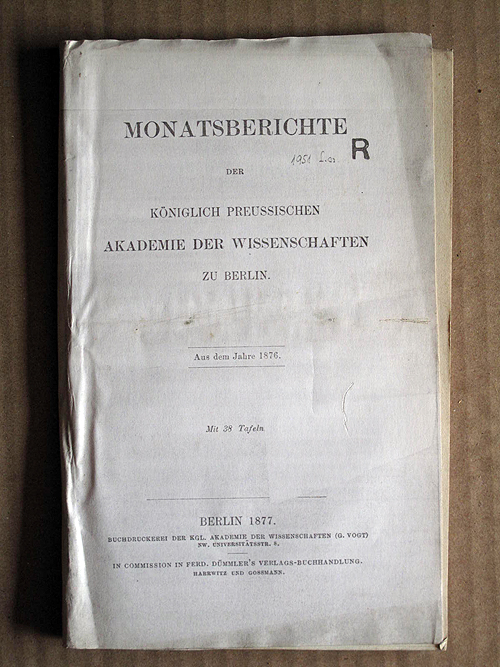 MONATSBERICHTE
1951 R
DER
KÖNIGLICH PREUSSISCHEN
AKADEMIE DER WISSENSCHAFTEN
ZU BERLIN.
Aus dem Jahre 1876.
Mit 38 Tafeln
BERLIN 1877.
BUCHDRUCKEREI DER KGL. AKADEMIE DER WISSENSCHAFTEN (G. VOGT)
NW. UNIVERSITÄTSSTR. 8.
IN COMMISSION IN FERD. DÜMMLER'S VERLAGS-BUCHHANDLUNG.
HARRWITZ UND GOSSMANN.